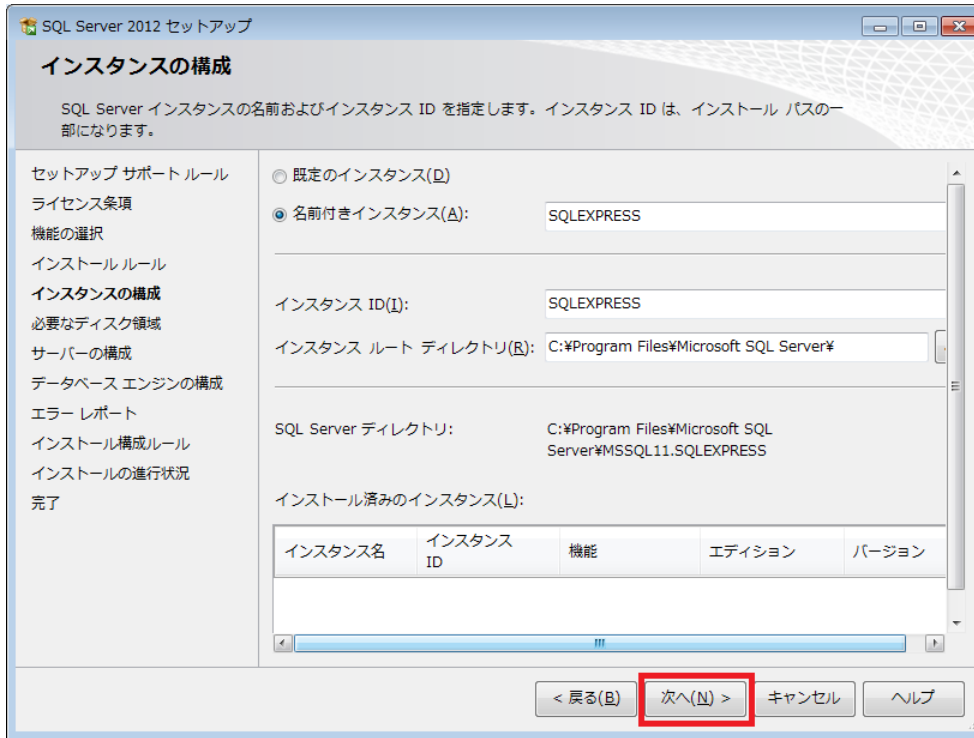 SQL Server 2012 セットアップ
インスタンスの構成
SQL Server インスタンスの名前およびインスタンス ID を指定します。インスタンス ID は、インストール パスの一
部になります。
セットアップ サポート ルール
ライセンス条項
機能の選択
インストール ルール
インスタンスの構成
必要なディスク領域
サーバーの構成
データベース エンジンの構成
エラー レポート
インストール構成ルール
インストールの進行状況
完了
既定のインスタンス(D)
名前付きインスタンス(A): SQLEXPRESS
インスタンス ID(I): SQLEXPRESS
インスタンス ルート ディレクトリ(R): C:¥Program Files¥Microsoft SQL Server¥
SQL Server ディレクトリ: C:¥Program Files¥Microsoft SQL
Server¥MSSQL11.SQLEXPRESS
インストール済みのインスタンス(L):
インスタンス名 インスタンス 機能 エディション バージョン
ID
< 戻る(B) 次へ(N) > キャンセル ヘルプ